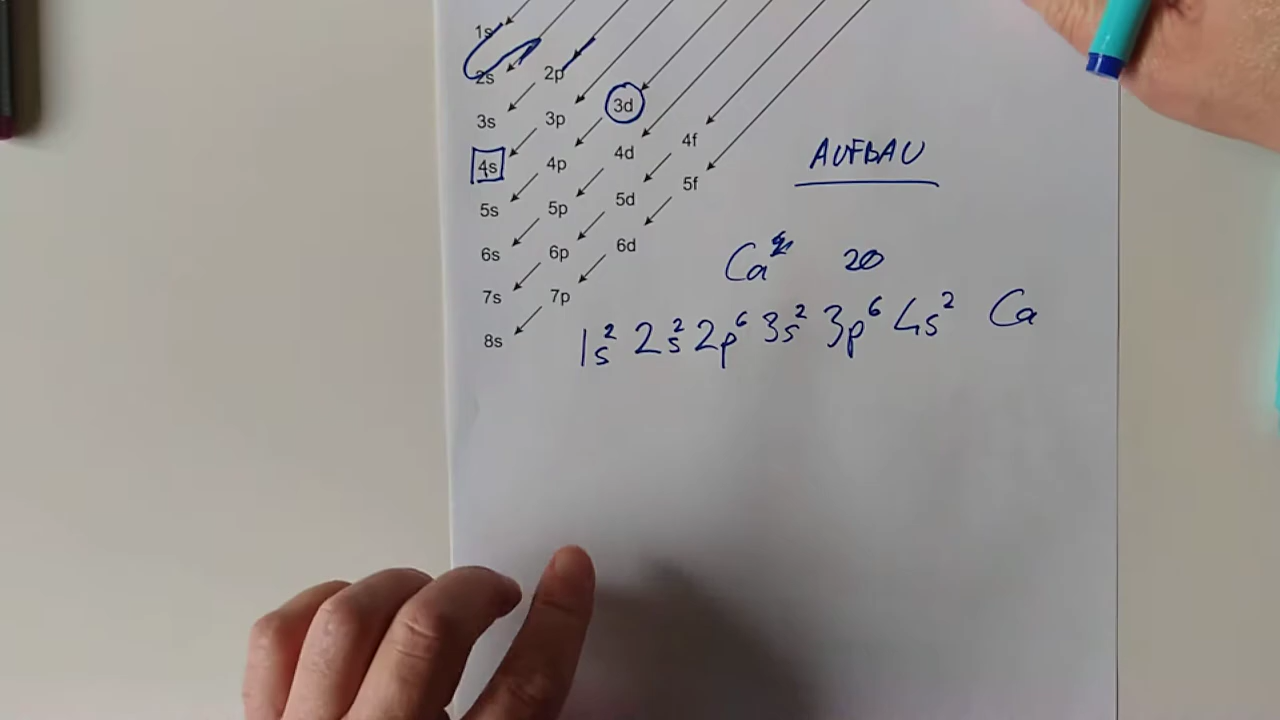 1s
2s 2p
3s 3p 3d
4s 4p 4d 4f
5s 5p 5d 5f
6s 6p 6d
7s 7p
8s
AUFBAU
Ca 20
1s² 2s² 2p⁶ 3s² 3p⁶ 4s² Ca